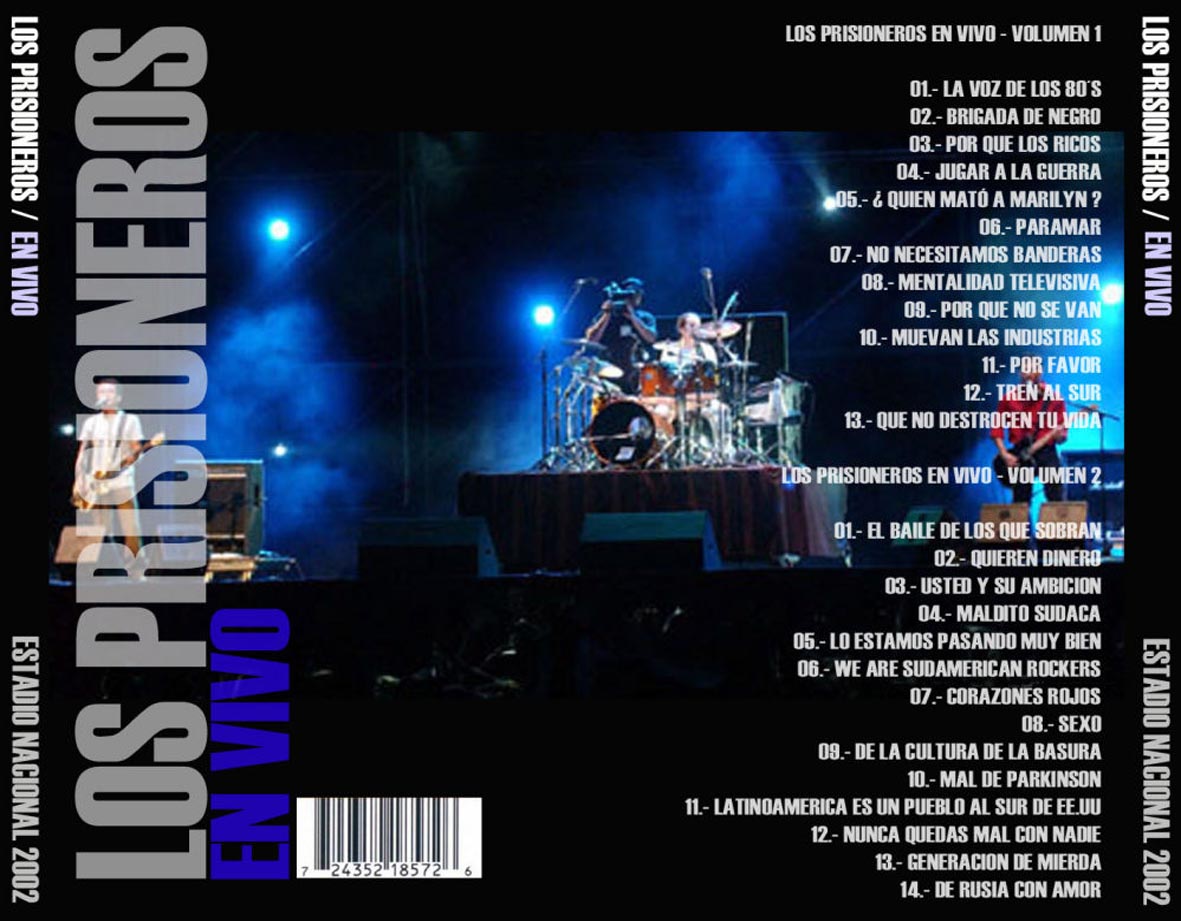 LOS PRISIONEROS / EN VIVO
ESTADIO NACIONAL 2002
LOS PRISIONEROS
EN VIVO
LOS PRISIONEROS EN VIVO - VOLUMEN 1
01.- LA VOZ DE LOS 80´S
02.- BRIGADA DE NEGRO
03.- POR QUE LOS RICOS
04.- JUGAR A LA GUERRA
05.- ¿ QUIEN MATÓ A MARILYN ?
06.- PARAMAR
07.- NO NECESITAMOS BANDERAS
08.- MENTALIDAD TELEVISIVA
09.- POR QUE NO SE VAN
10.- MUEVAN LAS INDUSTRIAS
11.- POR FAVOR
12.- TREN AL SUR
13.- QUE NO DESTROCEN TU VIDA
LOS PRISIONEROS EN VIVO - VOLUMEN 2
01.- EL BAILE DE LOS QUE SOBRAN
02.- QUIEREN DINERO
03.- USTED Y SU AMBICION
04.- MALDITO SUDACA
05.- LO ESTAMOS PASANDO MUY BIEN
06.- WE ARE SUDAMERICAN ROCKERS
07.- CORAZONES ROJOS
08.- SEXO
09.- DE LA CULTURA DE LA BASURA
10.- MAL DE PARKINSON
11.- LATINOAMERICA ES UN PUEBLO AL SUR DE EE.UU
12.- NUNCA QUEDAS MAL CON NADIE
13.- GENERACION DE MIERDA
14.- DE RUSIA CON AMOR
7 24352 18572 6
LOS PRISIONEROS / EN VIVO
ESTADIO NACIONAL 2002